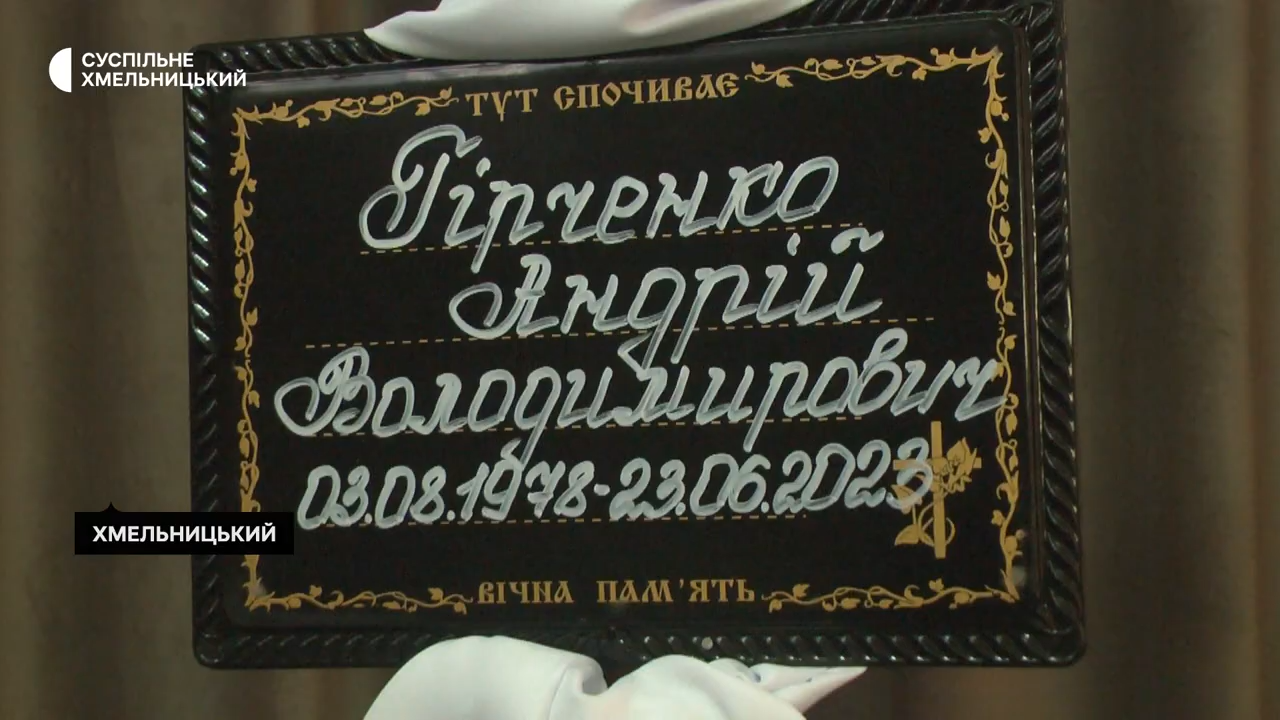 СУСПІЛЬНЕ
ХМЕЛЬНИЦЬКИЙ
ТУТ СПОЧИВАЄ
Гірченко
Андрій
Володимирович
03.08.1978-23.06.2023
ХМЕЛЬНИЦЬКИЙ
ВІЧНА ПАМ'ЯТЬ